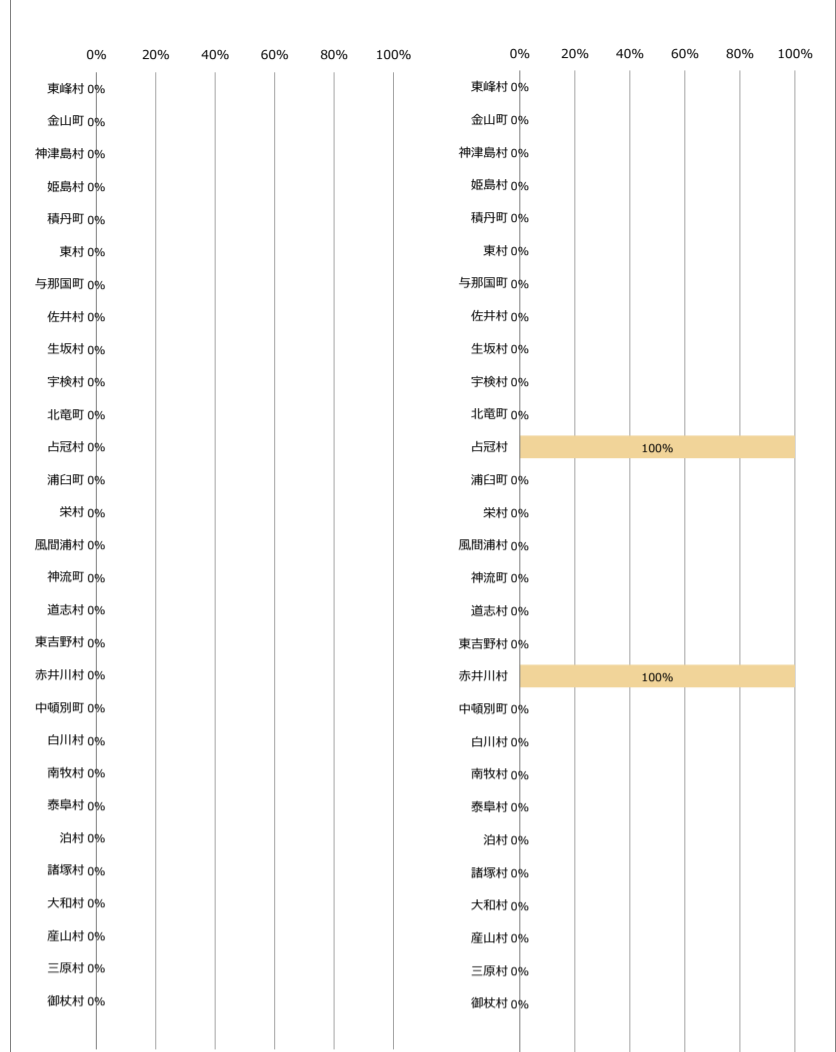 0% 20% 40% 60% 80% 100%
東峰村 0%
金山町 0%
神津島村 0%
姫島村 0%
積丹町 0%
東村 0%
与那国町 0%
佐井村 0%
生坂村 0%
宇検村 0%
北竜町 0%
占冠村 0%
浦臼町 0%
栄村 0%
風間浦村 0%
神流町 0%
道志村 0%
東吉野村 0%
赤井川村 0%
中頓別町 0%
白川村 0%
南牧村 0%
泰阜村 0%
泊村 0%
諸塚村 0%
大和村 0%
産山村 0%
三原村 0%
御杖村 0%
0% 20% 40% 60% 80% 100%
東峰村 0%
金山町 0%
神津島村 0%
姫島村 0%
積丹町 0%
東村 0%
与那国町 0%
佐井村 0%
生坂村 0%
宇検村 0%
北竜町 0%
占冠村 100%
浦臼町 0%
栄村 0%
風間浦村 0%
神流町 0%
道志村 0%
東吉野村 0%
赤井川村 100%
中頓別町 0%
白川村 0%
南牧村 0%
泰阜村 0%
泊村 0%
諸塚村 0%
大和村 0%
産山村 0%
三原村 0%
御杖村 0%